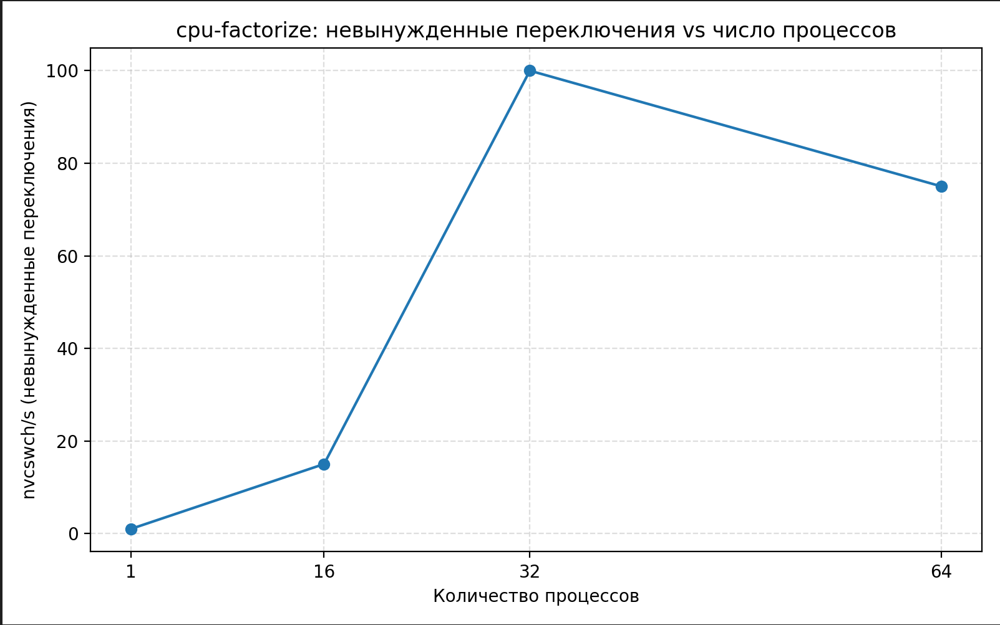 cpu-factorize: невынужденные переключения vs число процессов
nvcswch/s (невынужденные переключения)
100
80
60
40
20
0
1 16 32 64
Количество процессов